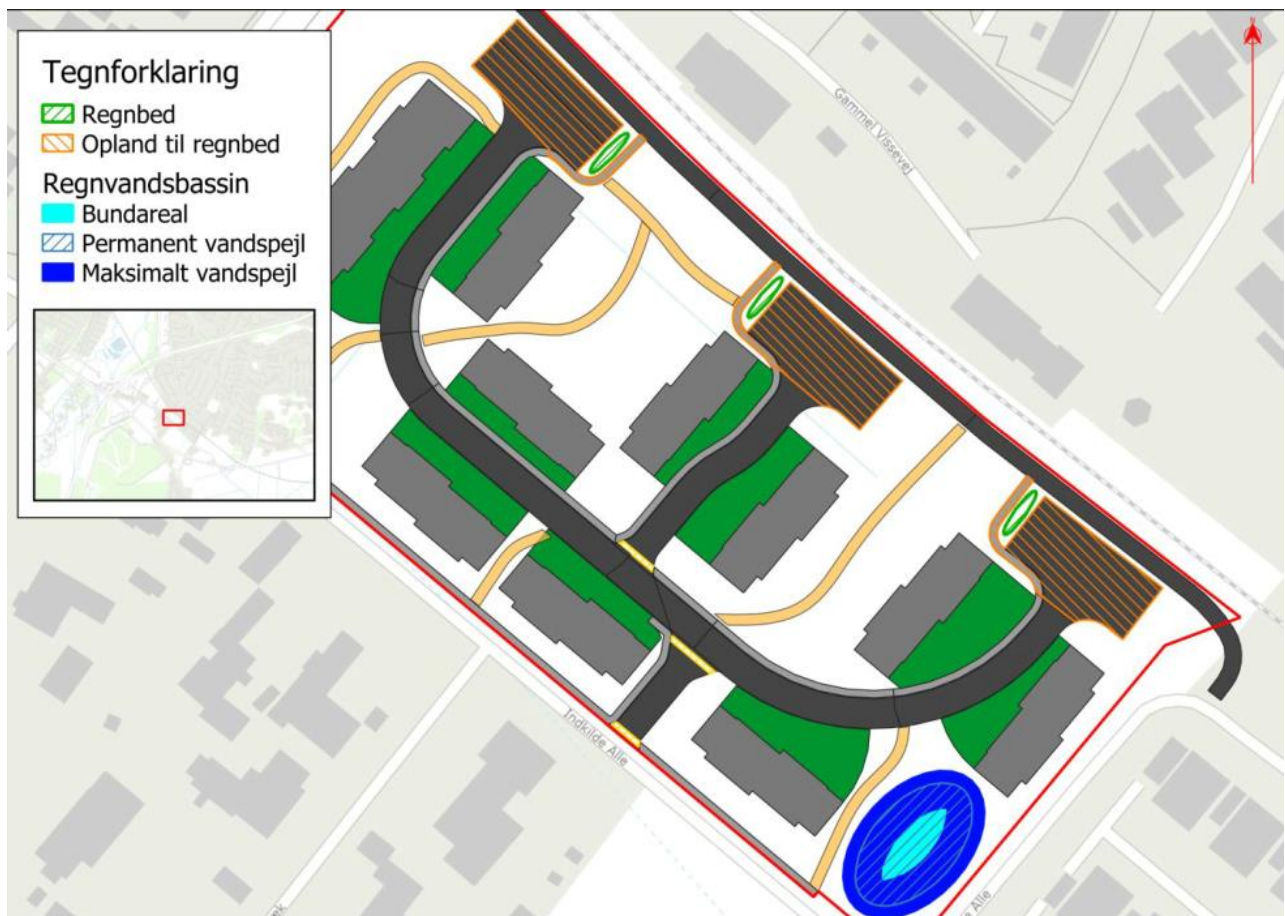 Tegnforklaring
Regnbed
Opland til regnbed
Regnvandsbassin
Bundareal
Permanent vandspejl
Maksimalt vandspejl
Gammel Vissevej
Indkilde Alle